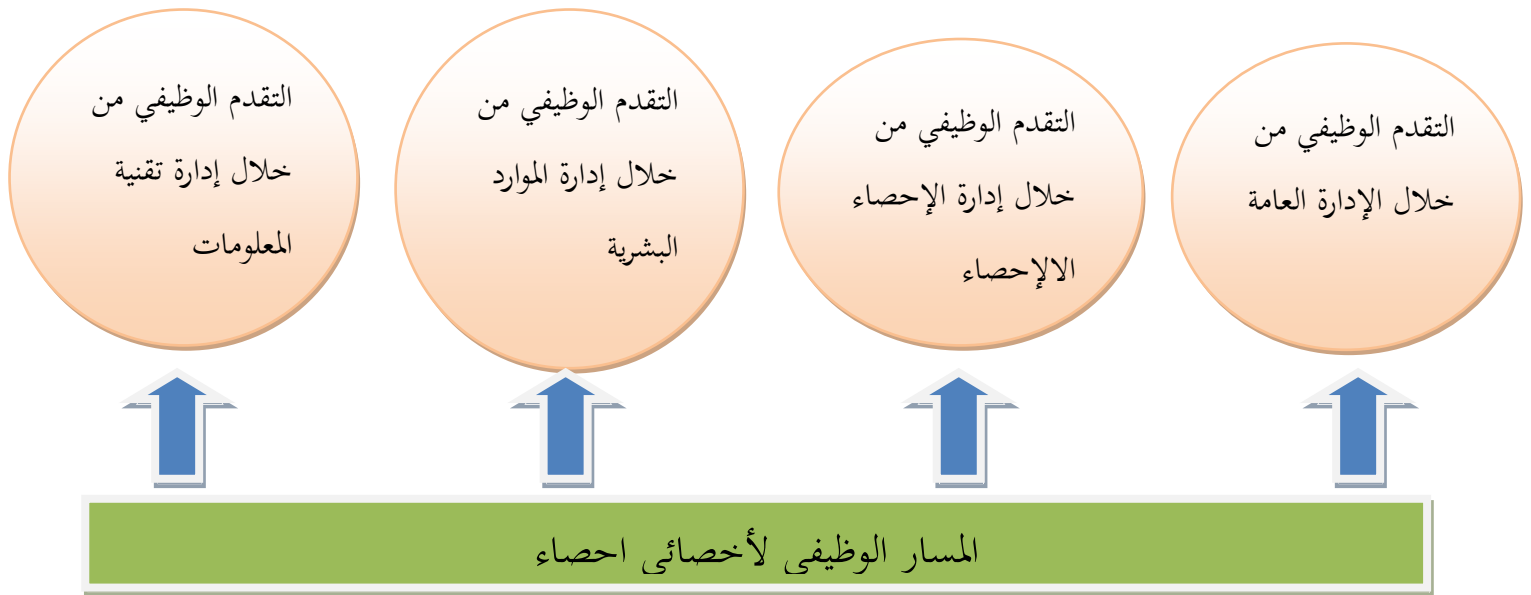 التقدم الوظيفي من
خلال الإدارة العامة
التقدم الوظيفي من
خلال إدارة الإحصاء
الالإحصاء
التقدم الوظيفي من
خلال إدارة الموارد
البشرية
التقدم الوظيفي من
خلال إدارة تقنية
المعلومات
المسار الوظيفي لأخصائي احصاء